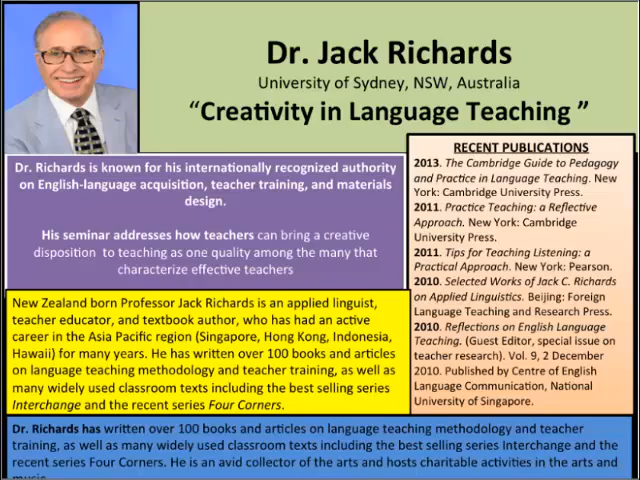 Dr. Jack Richards
University of Sydney, NSW, Australia
“Creativity in Language Teaching ”
Dr. Richards is known for his internationally recognized authority
on English-language acquisition, teacher training, and materials
design.
His seminar addresses how teachers can bring a creative
disposition to teaching as one quality among the many that
characterize effective teachers
RECENT PUBLICATIONS
2013. The Cambridge Guide to Pedagogy
and Practice in Language Teaching. New
York: Cambridge University Press.
2011. Practice Teaching: a Reflective
Approach. New York: Cambridge
University Press.
2011. Tips for Teaching Listening: a
Practical Approach. New York: Pearson.
2010. Selected Works of Jack C. Richards
on Applied Linguistics. Beijing: Foreign
Language Teaching and Research Press.
2010. Reflections on English Language
Teaching. (Guest Editor, special issue on
teacher research). Vol. 9, 2 December
2010. Published by Centre of English
Language Communication, National
University of Singapore.
New Zealand born Professor Jack Richards is an applied linguist,
teacher educator, and textbook author, who has had an active
career in the Asia Pacific region (Singapore, Hong Kong, Indonesia,
Hawaii) for many years. He has written over 100 books and articles
on language teaching methodology and teacher training, as well as
many widely used classroom texts including the best selling series
Interchange and the recent series Four Corners.
Dr. Richards has written over 100 books and articles on language teaching methodology and teacher
training, as well as many widely used classroom texts including the best selling series Interchange and the
recent series Four Corners. He is an avid collector of the arts and hosts charitable activities in the arts and
music.